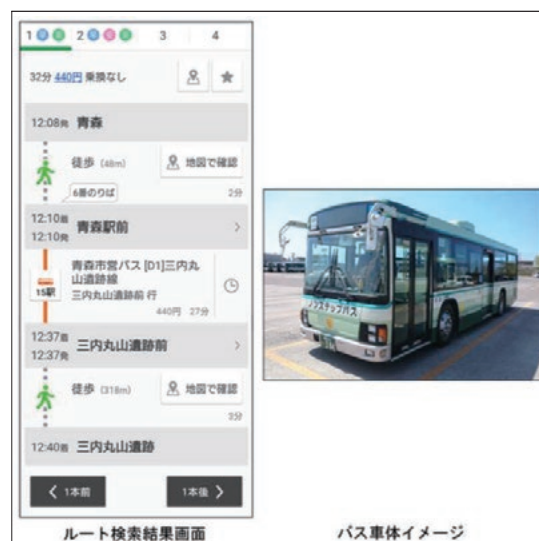 1 2 3 4
32分 440円 乗換なし
12:08発 青森
徒歩 (48m) 地図で確認
6番のりば 2分
12:10着
12:10発 青森駅前
青森市営バス [D1]三内丸
山遺跡線
15駅 三内丸山遺跡前 行
440円 27分
12:37着
12:37発 三内丸山遺跡前
徒歩 (318m) 地図で確認
2分
12:40着 三内丸山遺跡
1本前 1本後
ルート検索結果画面
ノンステップバス
バス車体イメージ